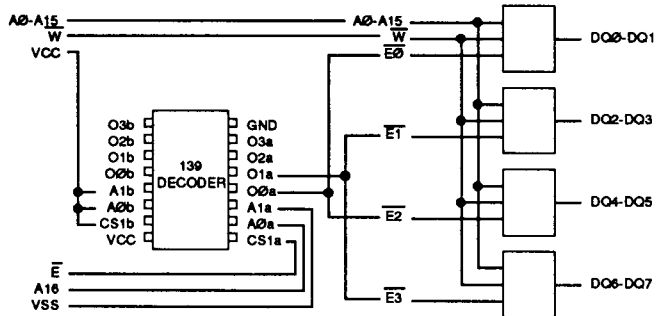 AØ-A15
W
VCC
AØ-A15
W
EØ
DQØ-DQ1
O3b
O2b
O1b
OØb
A1b
AØb
CS1b
VCC
139
DECODER
GND
O3a
O2a
O1a
OØa
A1a
AØa
CS1a
E1
DQ2-DQ3
E2
DQ4-DQ5
E3
DQ6-DQ7
E
A16
VSS